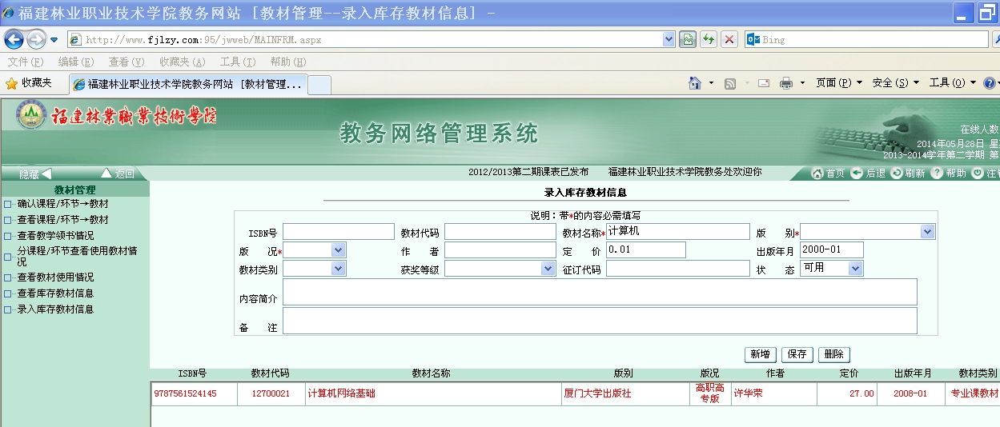 福建林业职业技术学院教务网站 [教材管理--录入库存教材信息] -
http://www.fjlzy.com:95/jwweb/MAINFRM.aspx
Bing
文件(F) 编辑(E) 查看(V) 收藏夹(A) 工具(T) 帮助(H)
收藏夹 福建林业职业技术学院教务网站 [教材管理... 页面(P) 安全(S) 工具(O)
福建林業職業技術學院
教务网络管理系统
在线人数
2014年05月28日 星
2013-2014学年第二学期 第
隐藏 返回 2012/2013第二期课表已发布 福建林业职业技术学院教务处欢迎你 首页 后退 刷新 帮助 注销
教材管理
确认课程/环节→教材
查看课程/环节→教材
查看教学领书情况
分课程/环节查看使用教材情
况
查看教材使用情况
查看库存教材信息
录入库存教材信息
录入库存教材信息
说明：带*的内容必需填写
ISBN号 教材代码 教材名称* 计算机 版 别*
版 况* 作 者 定 价 0.01 出版年月 2000-01
教材类别 获奖等级 征订代码 状 态 可用
内容简介
备 注
新增 保存 删除
ISBN号 教材代码 教材名称 版别 版况 作者 定价 出版年月 教材类别
9787561524145 12700021 计算机网络基础 厦门大学出版社 高职高专版 许华荣 27.00 2008-01 专业课教材